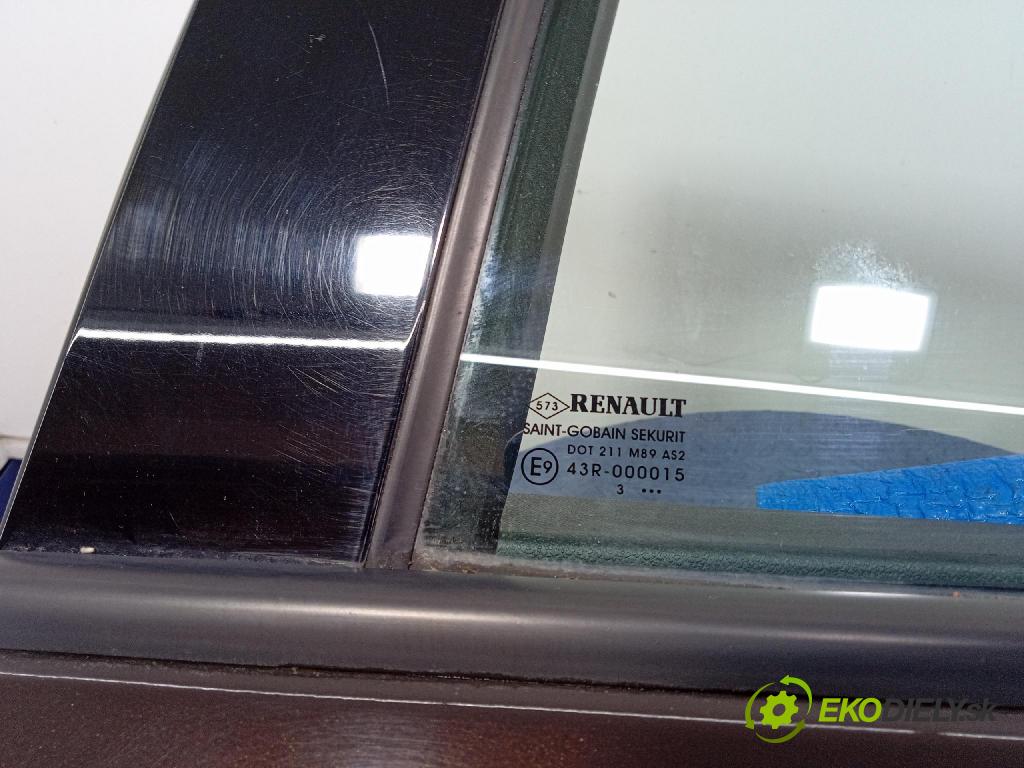 573 RENAULT
SAINT-GOBAIN SEKURIT
DOT 211 M89 AS2
E9 43R-000015
3 ...
EKODIELY.sk